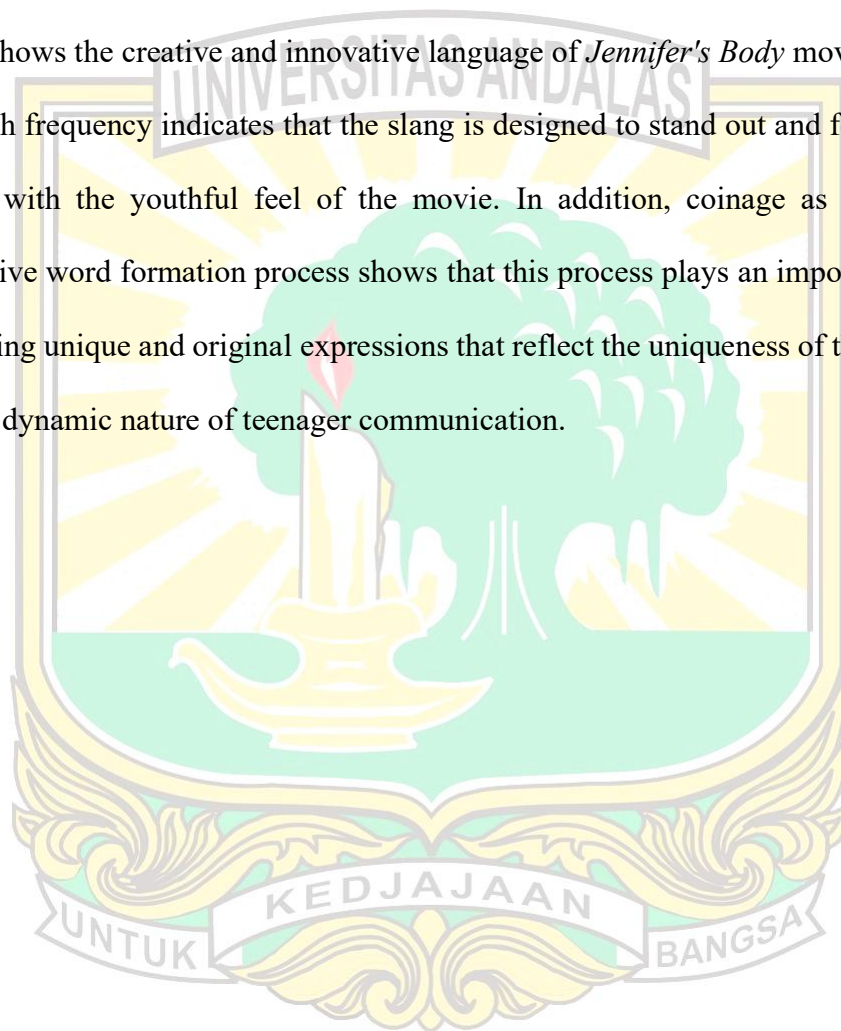 hows the creative and innovative language of Jennifer's Body mov
UNIVERSITAS ANDALAS
h frequency indicates that the slang is designed to stand out and f
with the youthful feel of the movie. In addition, coinage as
ive word formation process shows that this process plays an impo
ing unique and original expressions that reflect the uniqueness of t
dynamic nature of teenager communication.
KEDJAJAAN
UNTUK
BANGSA